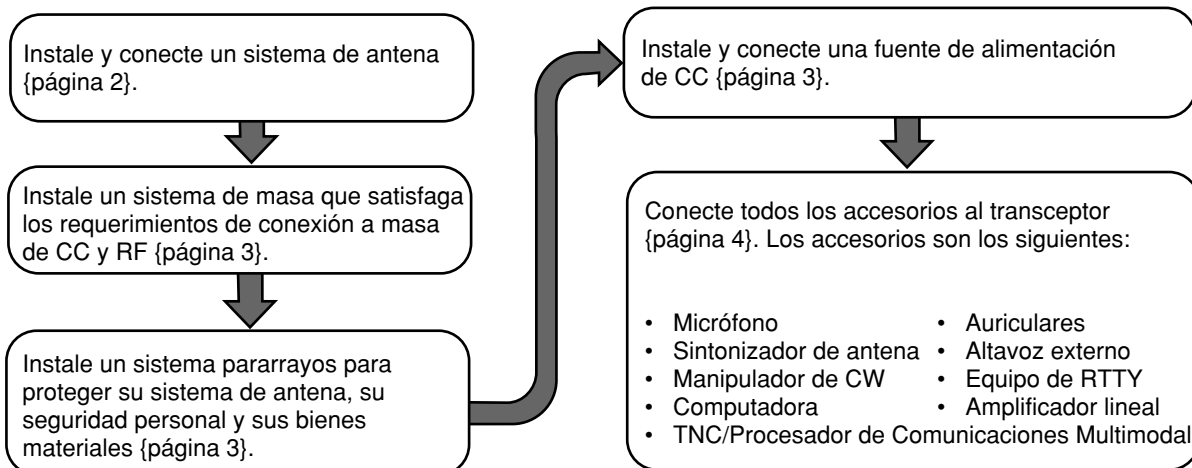 Instale y conecte un sistema de antena
{página 2}.
Instale un sistema de masa que satisfaga
los requerimientos de conexión a masa
de CC y RF {página 3}.
Instale un sistema pararrayos para
proteger su sistema de antena, su
seguridad personal y sus bienes
materiales {página 3}.
Instale y conecte una fuente de alimentación
de CC {página 3}.
Conecte todos los accesorios al transceptor
{página 4}. Los accesorios son los siguientes:
• Micrófono
• Sintonizador de antena
• Manipulador de CW
• Computadora
• TNC/Procesador de Comunicaciones Multimodal
• Auriculares
• Altavoz externo
• Equipo de RTTY
• Amplificador lineal